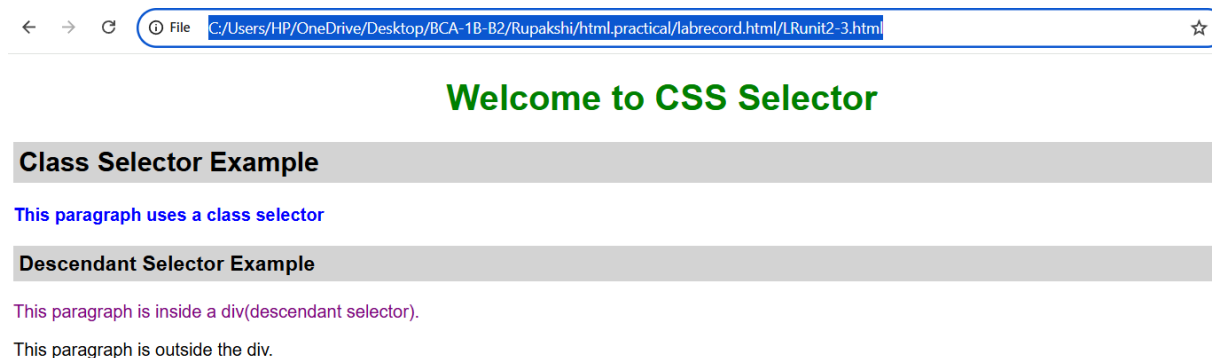 File C:/Users/HP/OneDrive/Desktop/BCA-1B-B2/Rupakshi/html.practical/labrecord.html/LRunit2-3.html
Welcome to CSS Selector
Class Selector Example
This paragraph uses a class selector
Descendant Selector Example
This paragraph is inside a div(descendant selector).
This paragraph is outside the div.